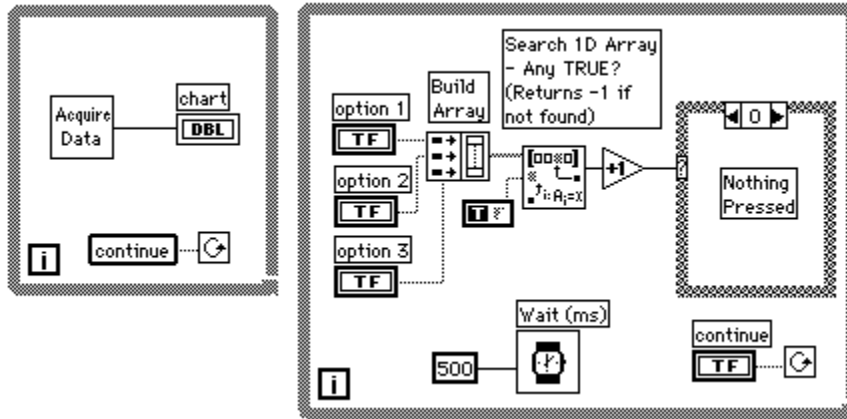 Acquire
Data
chart
DBL
continue
i
option 1
TF
option 2
TF
option 3
TF
Build
Array
Search 1D Array
- Any TRUE?
(Returns -1 if
not found)
i:Ai=X
T
+1
?
0
Nothing
Pressed
Wait (ms)
500
continue
TF
i